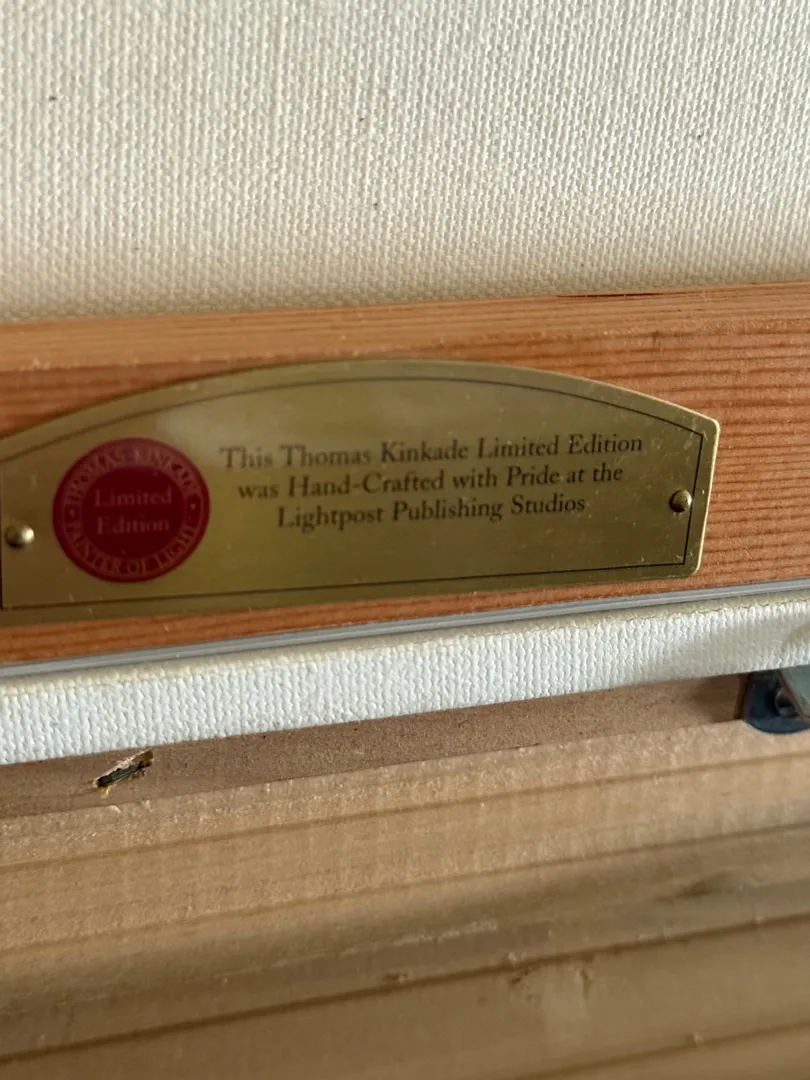 THOMAS KINKADE
Limited
Edition
PAINTER OF LIGHT
This Thomas Kinkade Limited Edition
was Hand-Crafted with Pride at the
Lightpost Publishing Studios